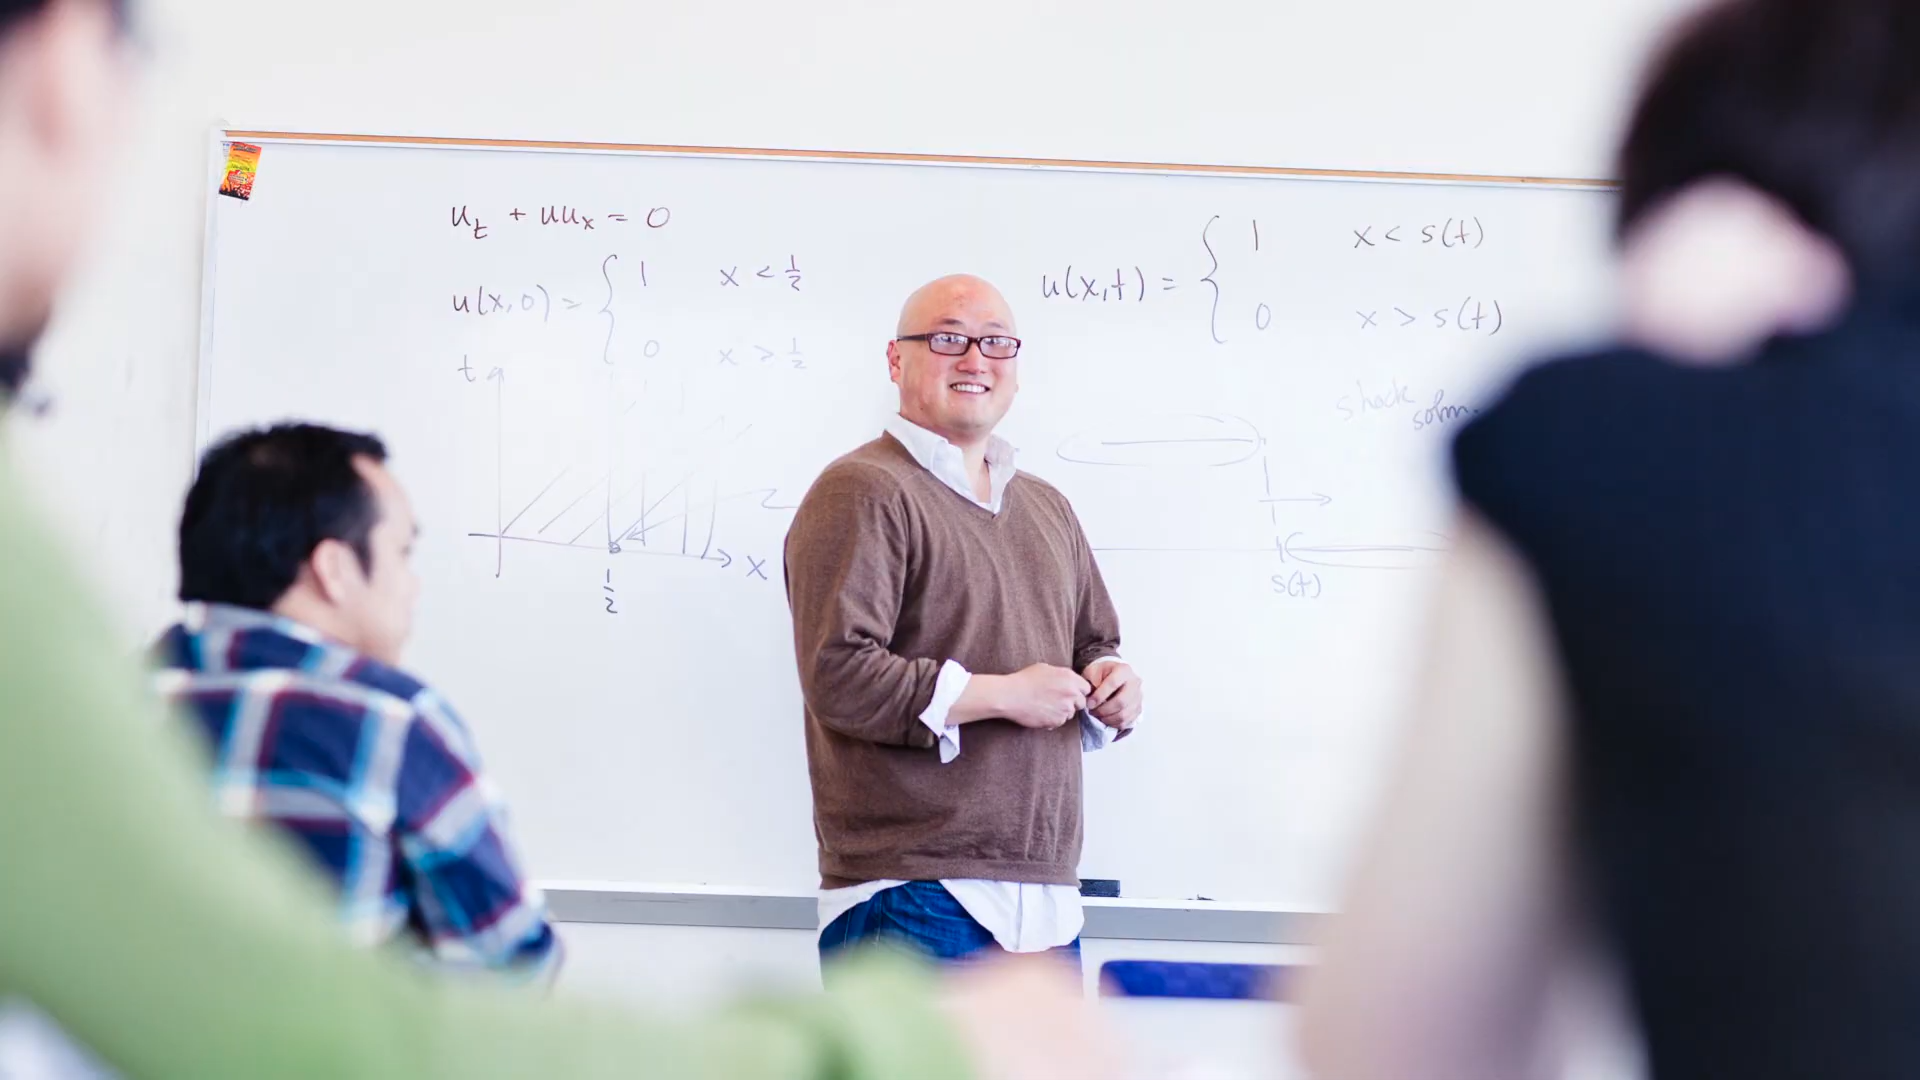 u_t + uu_x = 0
u(x,0) = { 1 x < 1/2
0 x > 1/2
t
x
1/2
u(x,t) = { 1 x < s(t)
0 x > s(t)
shock
soln.
s(t)